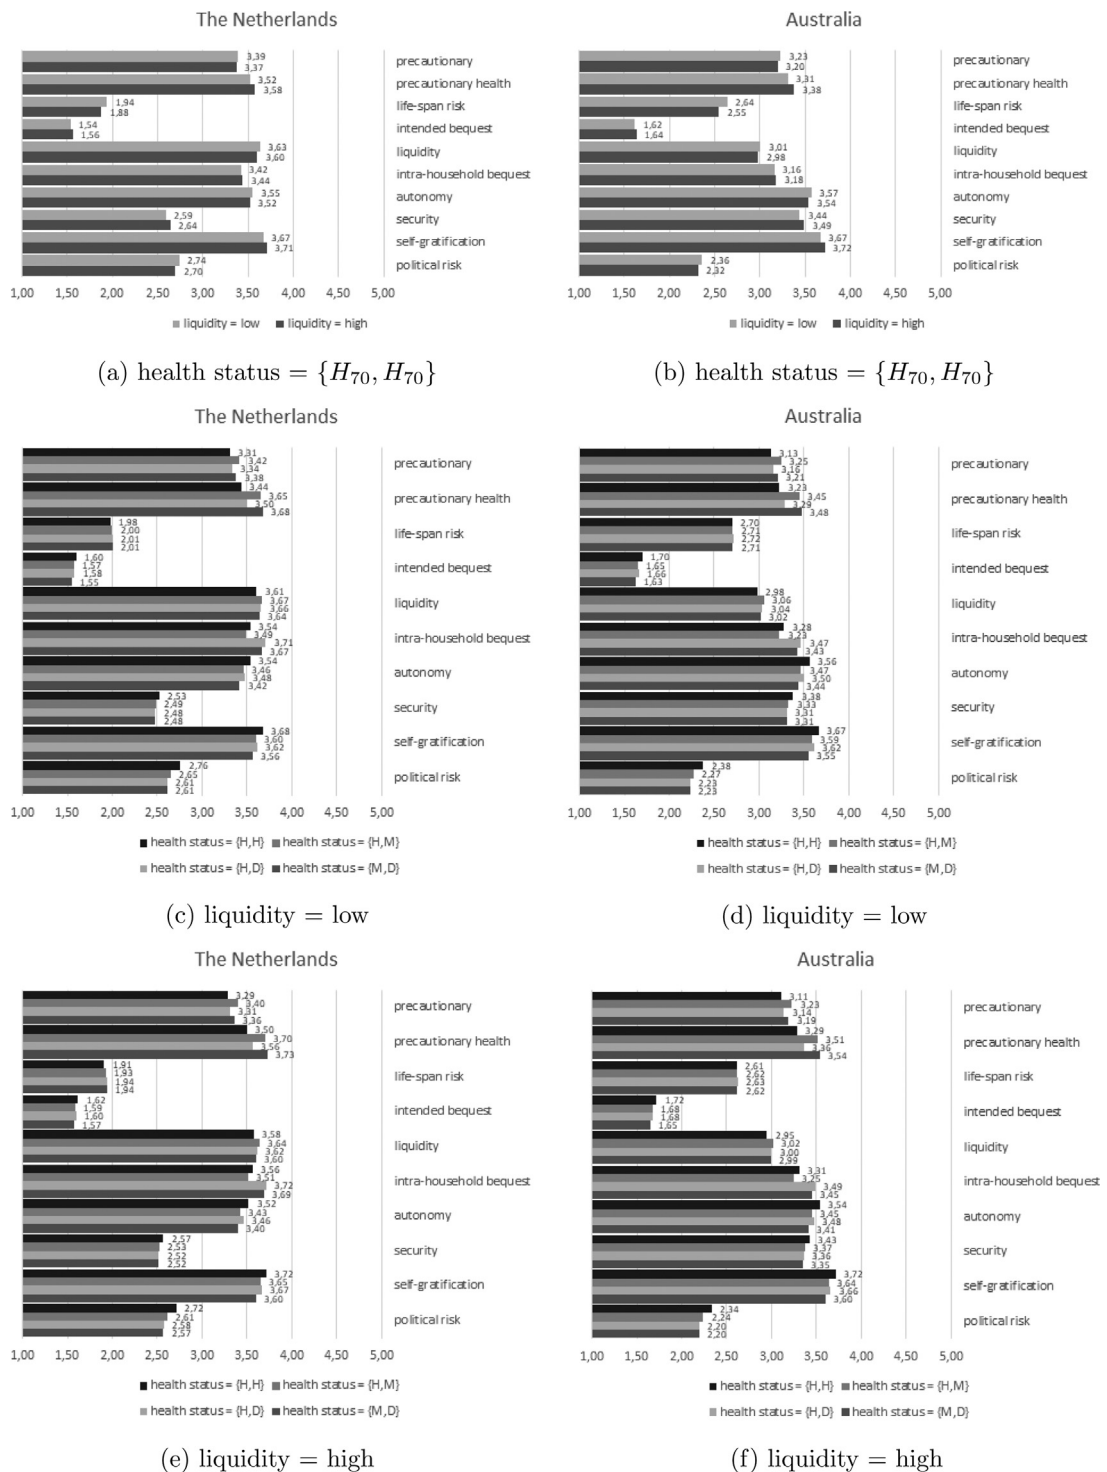 The Netherlands
3,39
3,37
precautionary
3,52
3,58
precautionary health
1,94
1,88
life-span risk
1,54
1,56
intended bequest
3,63
3,60
liquidity
3,42
3,44
intra-household bequest
3,55
3,52
autonomy
2,59
2,64
security
3,67
3,71
self-gratification
2,74
2,70
political risk
1,00 1,50 2,00 2,50 3,00 3,50 4,00 4,50 5,00
liquidity = low liquidity = high
(a) health status = {H70, H70}
Australia
3,23
3,20
precautionary
3,31
3,38
precautionary health
2,64
2,55
life-span risk
1,62
1,64
intended bequest
3,01
2,98
liquidity
3,16
3,18
intra-household bequest
3,57
3,54
autonomy
3,44
3,49
security
3,67
3,72
self-gratification
2,36
2,32
political risk
1,00 1,50 2,00 2,50 3,00 3,50 4,00 4,50 5,00
liquidity = low liquidity = high
(b) health status = {H70, H70}
The Netherlands
3,31
3,42
3,34
3,38
precautionary
3,44
3,65
3,50
3,68
precautionary health
1,98
2,00
2,01
2,01
life-span risk
1,60
1,57
1,58
1,55
intended bequest
3,61
3,67
3,66
3,64
liquidity
3,54
3,49
3,71
3,67
intra-household bequest
3,54
3,46
3,48
3,42
autonomy
2,53
2,49
2,48
2,48
security
3,68
3,60
3,62
3,56
self-gratification
2,76
2,65
2,61
2,61
political risk
1,00 1,50 2,00 2,50 3,00 3,50 4,00 4,50 5,00
health status = {H,H} health status = {H,M}
health status = {H,D} health status = {M,D}
(c) liquidity = low
Australia
3,13
3,25
3,16
3,21
precautionary
3,23
3,45
3,29
3,48
precautionary health
2,70
2,71
2,72
2,71
life-span risk
1,70
1,65
1,66
1,63
intended bequest
2,98
3,06
3,04
3,02
liquidity
3,28
3,23
3,47
3,43
intra-household bequest
3,56
3,47
3,50
3,44
autonomy
3,38
3,33
3,31
3,31
security
3,67
3,59
3,62
3,55
self-gratification
2,38
2,27
2,23
2,23
political risk
1,00 1,50 2,00 2,50 3,00 3,50 4,00 4,50 5,00
health status = {H,H} health status = {H,M}
health status = {H,D} health status = {M,D}
(d) liquidity = low
The Netherlands
3,29
3,40
3,31
3,36
precautionary
3,50
3,70
3,56
3,73
precautionary health
1,91
1,93
1,94
1,94
life-span risk
1,62
1,59
1,60
1,57
intended bequest
3,58
3,64
3,62
3,60
liquidity
3,56
3,51
3,72
3,69
intra-household bequest
3,52
3,43
3,46
3,40
autonomy
2,57
2,53
2,52
2,52
security
3,72
3,65
3,67
3,60
self-gratification
2,72
2,61
2,58
2,57
political risk
1,00 1,50 2,00 2,50 3,00 3,50 4,00 4,50 5,00
health status = {H,H} health status = {H,M}
health status = {H,D} health status = {M,D}
(e) liquidity = high
Australia
3,11
3,23
3,14
3,19
precautionary
3,29
3,51
3,36
3,54
precautionary health
2,61
2,62
2,63
2,62
life-span risk
1,72
1,68
1,68
1,65
intended bequest
2,95
3,02
3,00
2,99
liquidity
3,31
3,25
3,49
3,45
intra-household bequest
3,54
3,45
3,48
3,41
autonomy
3,43
3,37
3,36
3,35
security
3,72
3,64
3,66
3,60
self-gratification
2,34
2,24
2,20
2,20
political risk
1,00 1,50 2,00 2,50 3,00 3,50 4,00 4,50 5,00
health status = {H,H} health status = {H,M}
health status = {H,D} health status = {M,D}
(f) liquidity = high